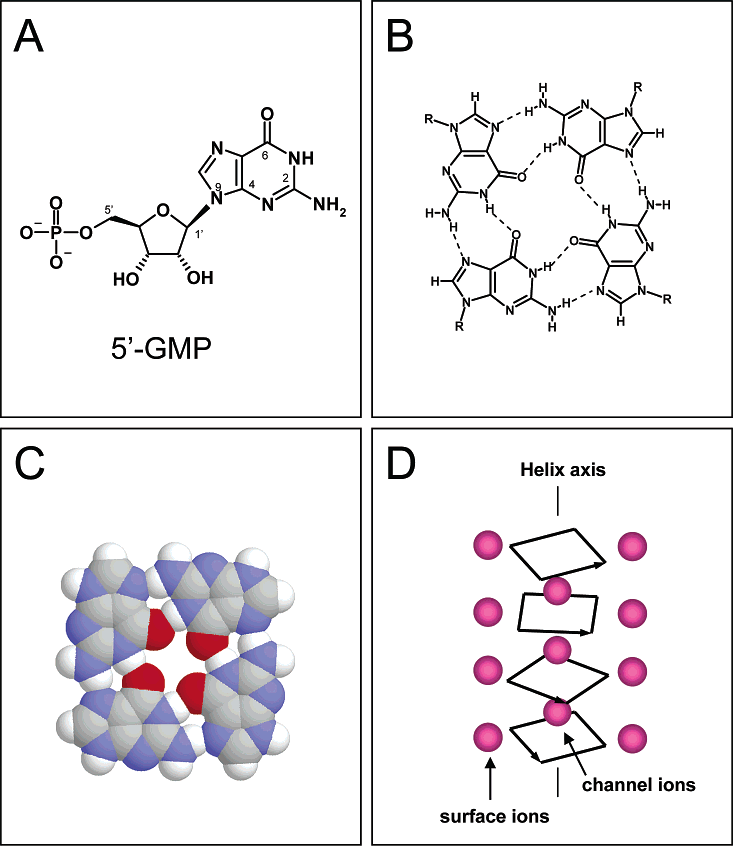 A
O
6
N NH
2
9 4
N N NH2
5'
O O 1'
O− P O
O−
HO OH
5’-GMP
B
R
H H N N N
R N N H N H
N
O O
N N H
H N H H N H
H N
O O N
N N H
H N N N
N N H N H
R H R
C
D
Helix axis
channel ions
surface ions